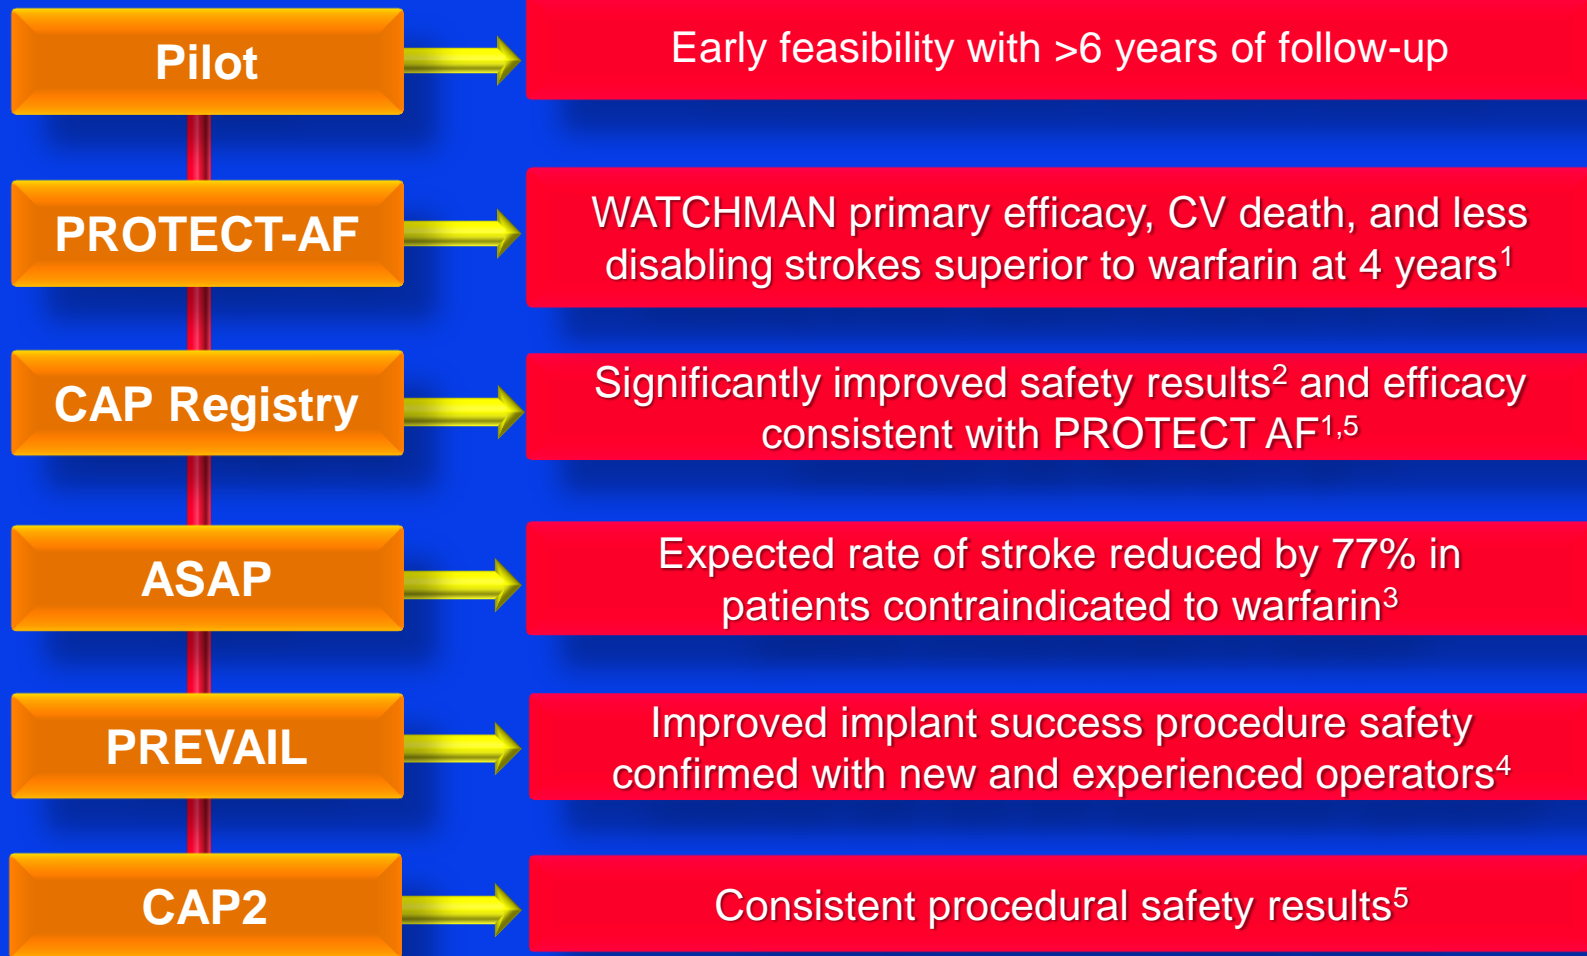 Pilot
Early feasibility with >6 years of follow-up
PROTECT-AF
WATCHMAN primary efficacy, CV death, and less
disabling strokes superior to warfarin at 4 years¹
CAP Registry
Significantly improved safety results² and efficacy
consistent with PROTECT AF¹,⁵
ASAP
Expected rate of stroke reduced by 77% in
patients contraindicated to warfarin³
PREVAIL
Improved implant success procedure safety
confirmed with new and experienced operators⁴
CAP2
Consistent procedural safety results⁵